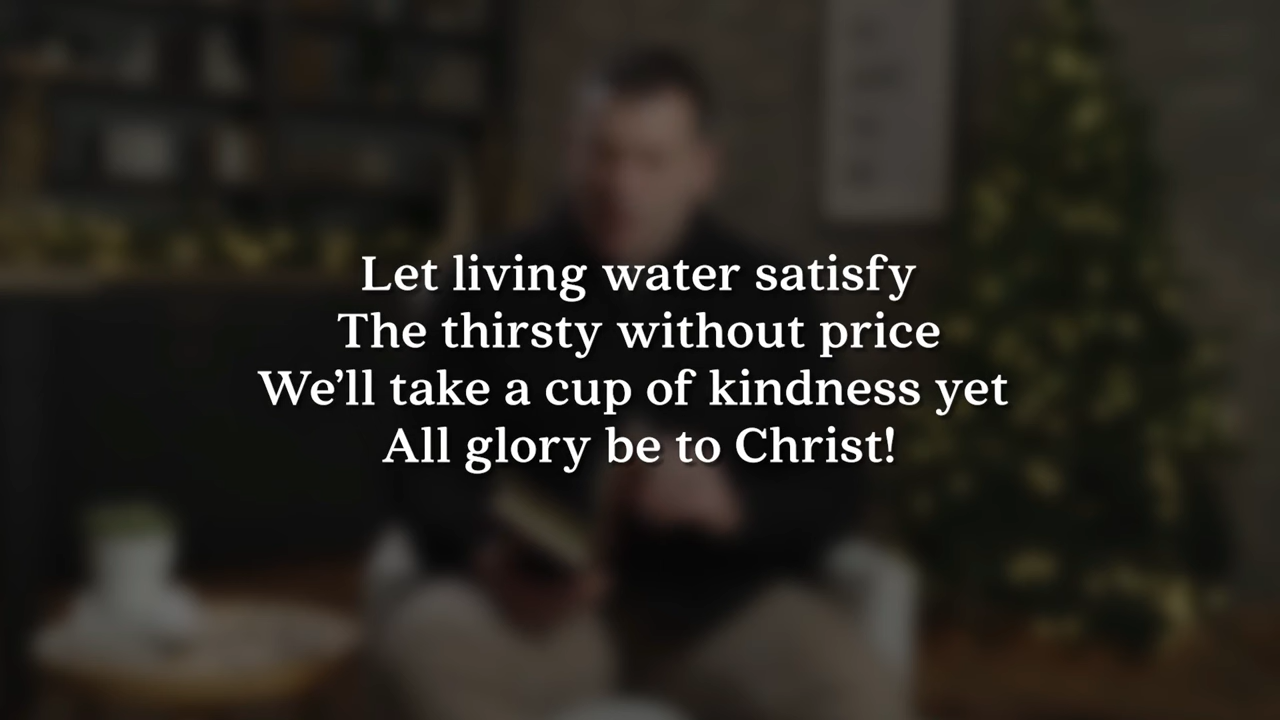 Let living water satisfy
The thirsty without price
We’ll take a cup of kindness yet
All glory be to Christ!